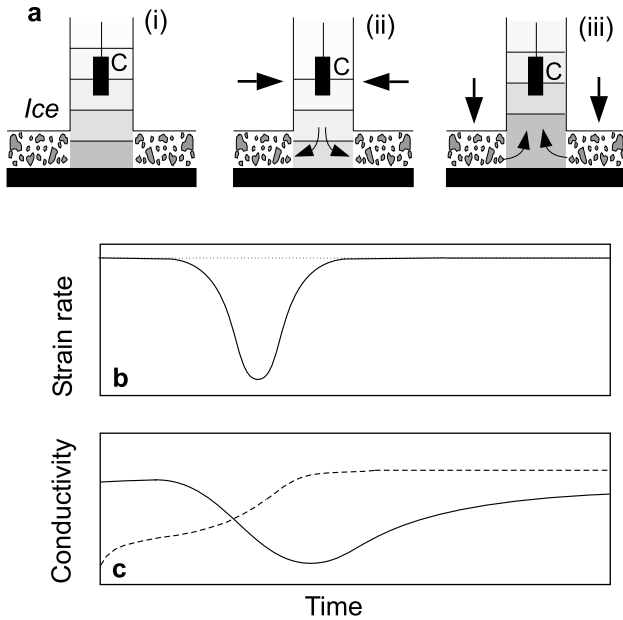 a
(i)
(ii)
(iii)
C
C
C
Ice
Strain rate
b
Conductivity
c
Time